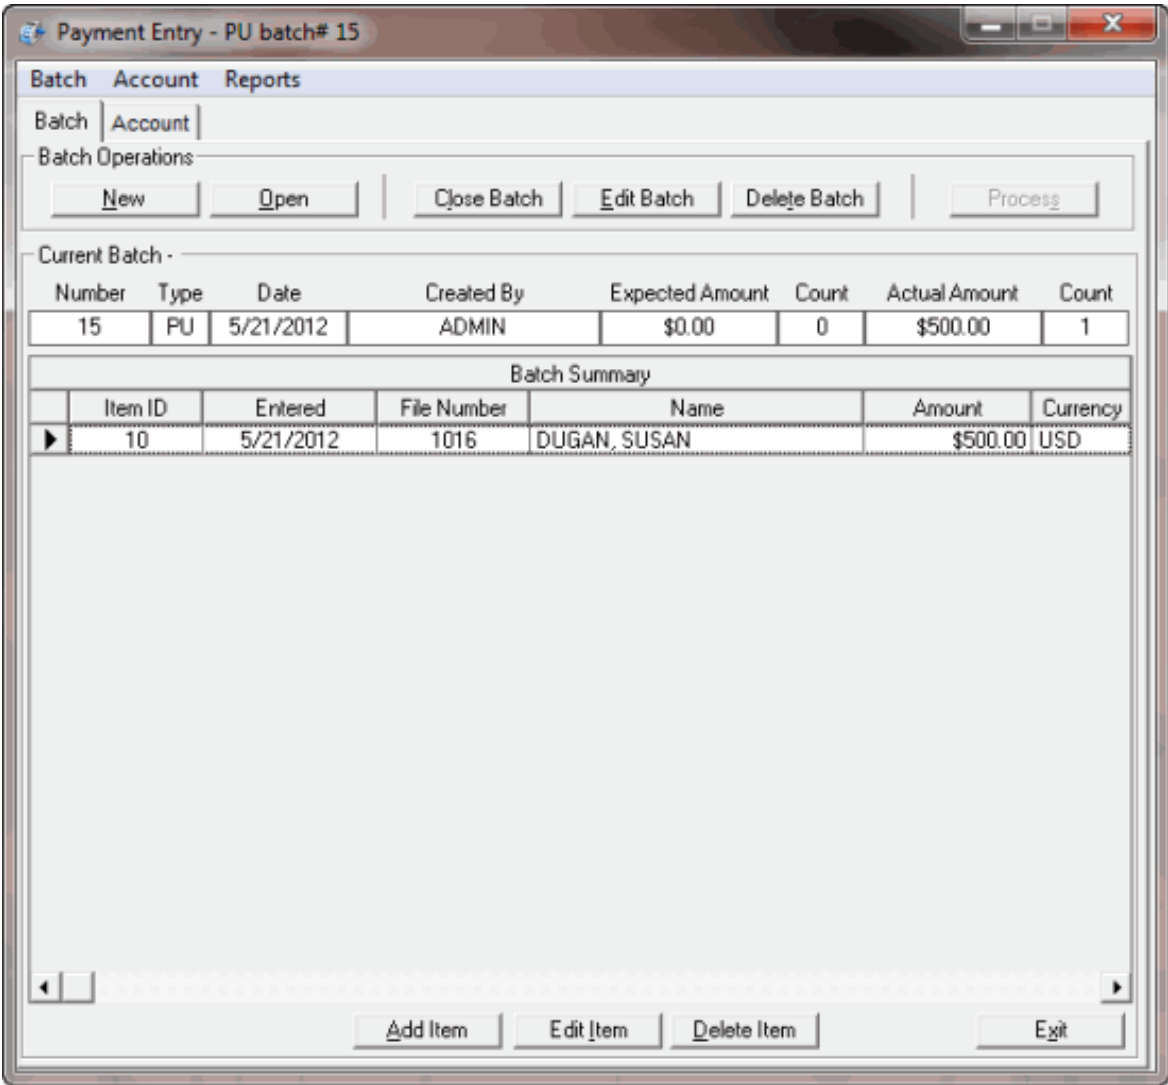 Payment Entry - PU batch# 15
Batch Account Reports
Batch Account
Batch Operations
New Open Close Batch Edit Batch Delete Batch Process
Current Batch -
Number Type Date Created By Expected Amount Count Actual Amount Count
15 PU 5/21/2012 ADMIN $0.00 0 $500.00 1
Batch Summary
Item ID Entered File Number Name Amount Currency
10 5/21/2012 1016 DUGAN, SUSAN $500.00 USD
Add Item Edit Item Delete Item Exit